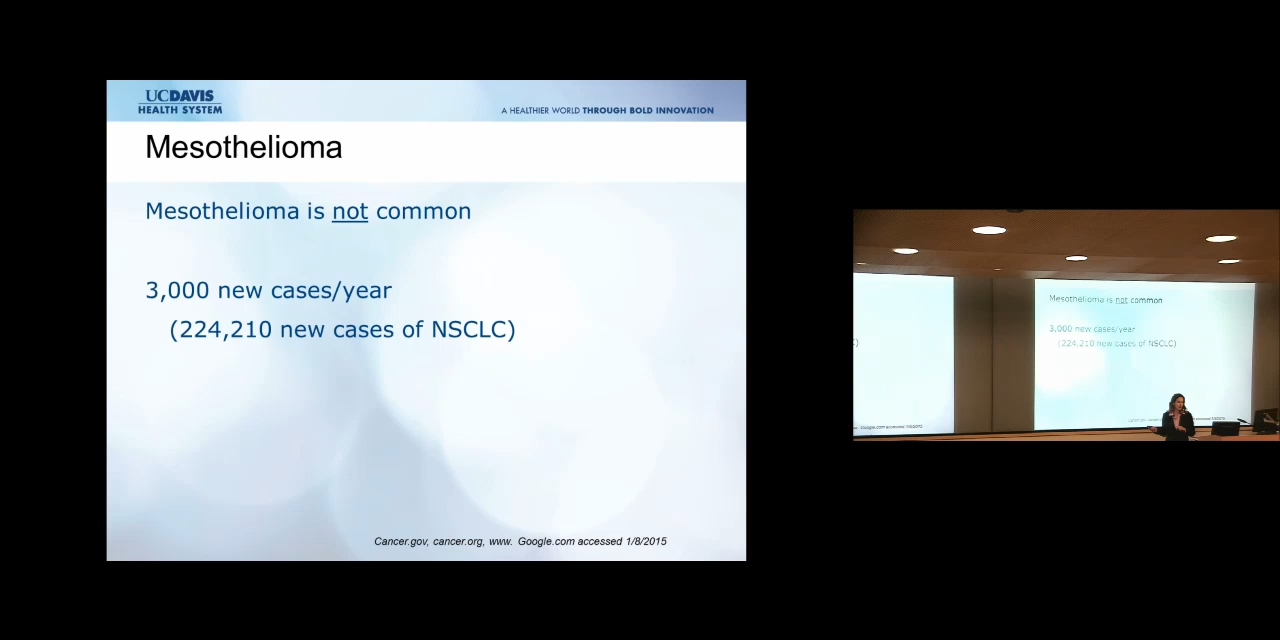 UCDAVIS
HEALTH SYSTEM
A HEALTHIER WORLD THROUGH BOLD INNOVATION
Mesothelioma
Mesothelioma is not common
3,000 new cases/year
(224,210 new cases of NSCLC)
Cancer.gov, cancer.org, www. Google.com accessed 1/8/2015
Mesothelioma is not common
3,000 new cases/year
(224,210 new cases of NSCLC)